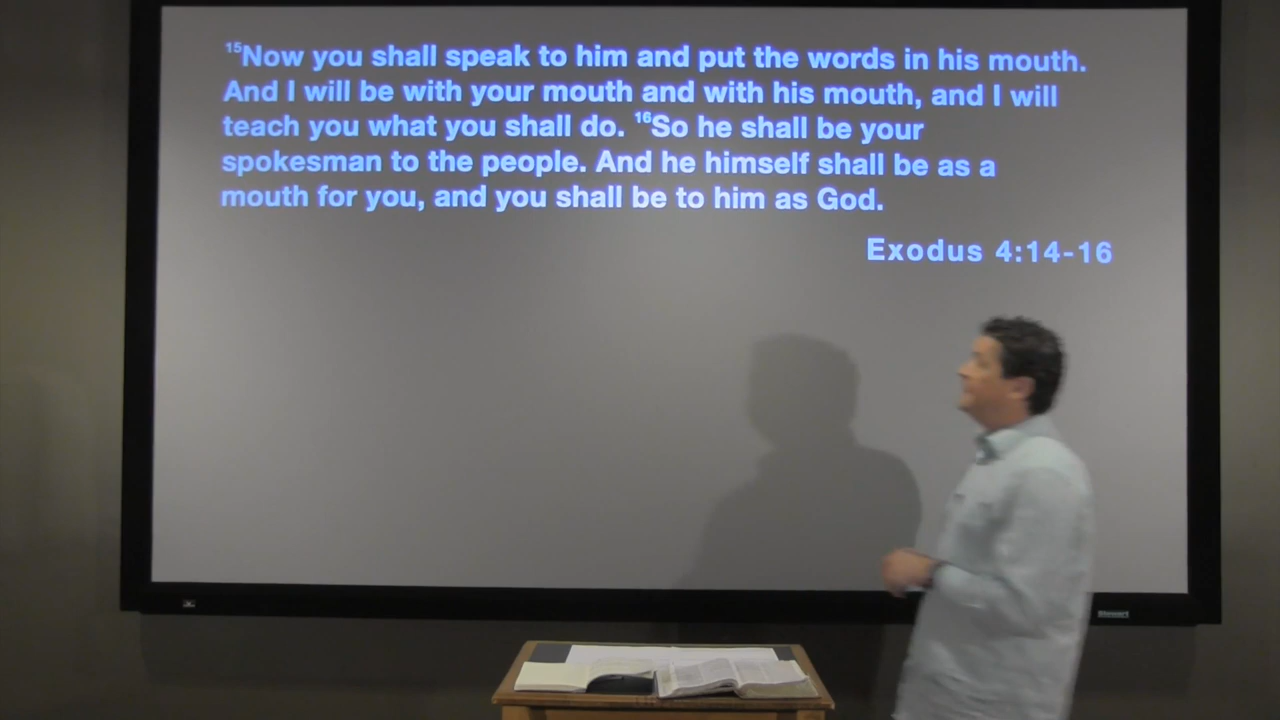 ¹⁵Now you shall speak to him and put the words in his mouth.
And I will be with your mouth and with his mouth, and I will
teach you what you shall do. ¹⁶So he shall be your
spokesman to the people. And he himself shall be as a
mouth for you, and you shall be to him as God.
Exodus 4:14-16
Stewart